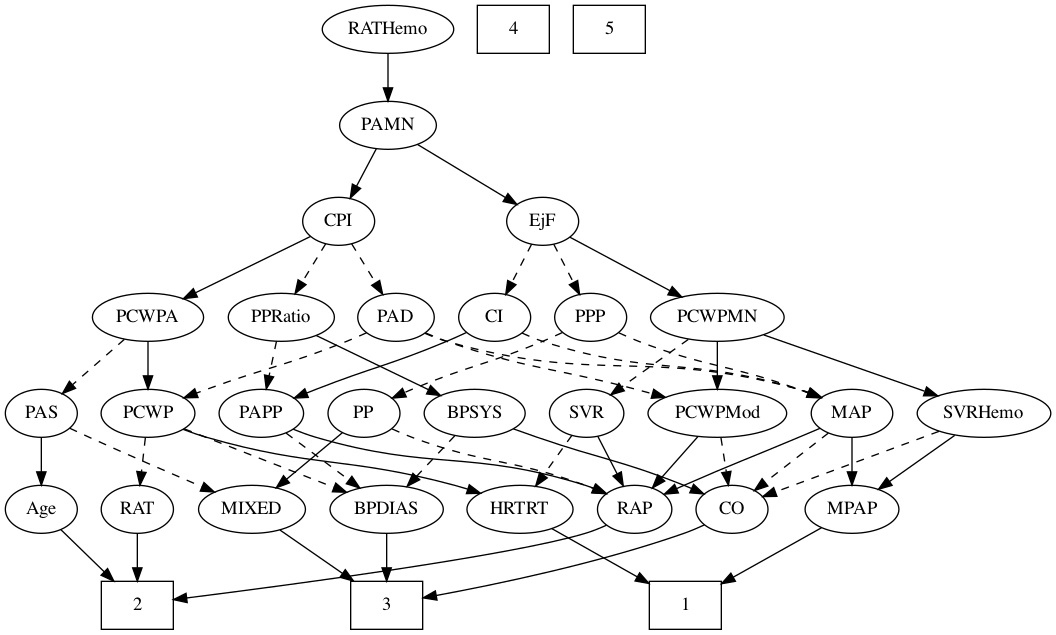 RATHemo 4 5
PAMN
CPI EjF
PCWPA PPRatio PAD CI PPP PCWPMN
PAS PCWP PAPP PP BPSYS SVR PCWPMod MAP SVRHemo
Age RAT MIXED BPDIAS HRTRT RAP CO MPAP
2 3 1